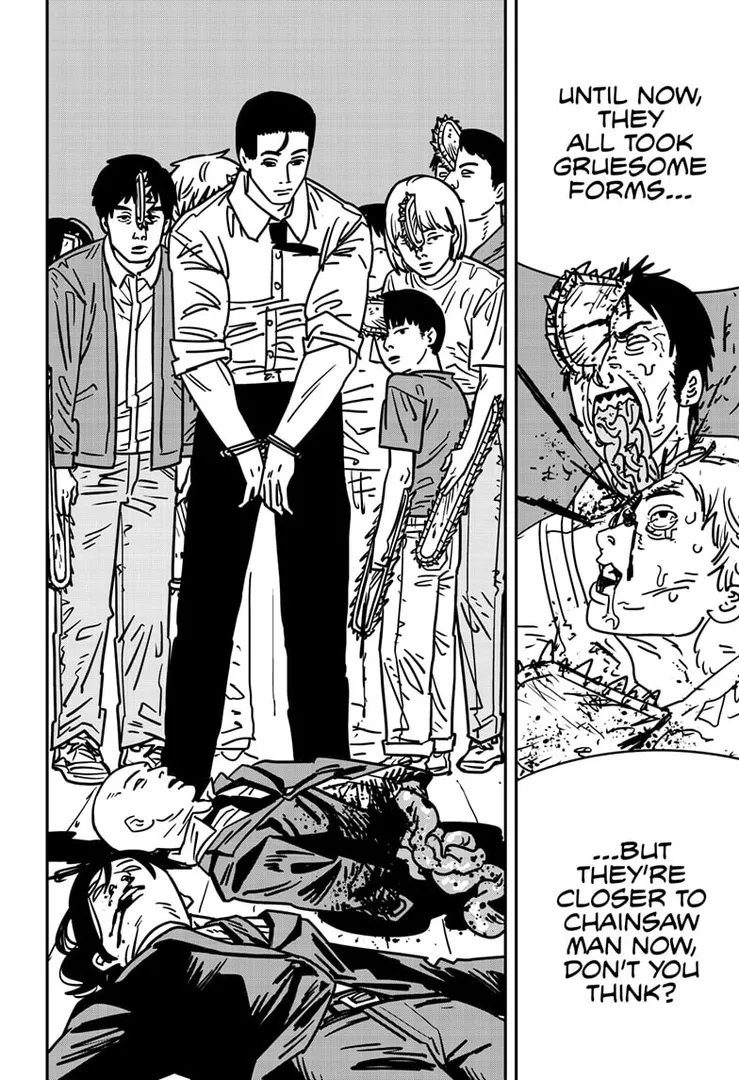 UNTIL NOW,
THEY
ALL TOOK
GRUESOME
FORMS...
...BUT
THEY'RE
CLOSER TO
CHAINSAW
MAN NOW,
DON'T YOU
THINK?